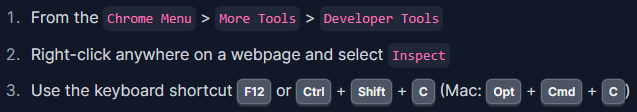 1. From the Chrome Menu > More Tools > Developer Tools
2. Right-click anywhere on a webpage and select Inspect
3. Use the keyboard shortcut F12 or Ctrl + Shift + C (Mac: Opt + Cmd + C)